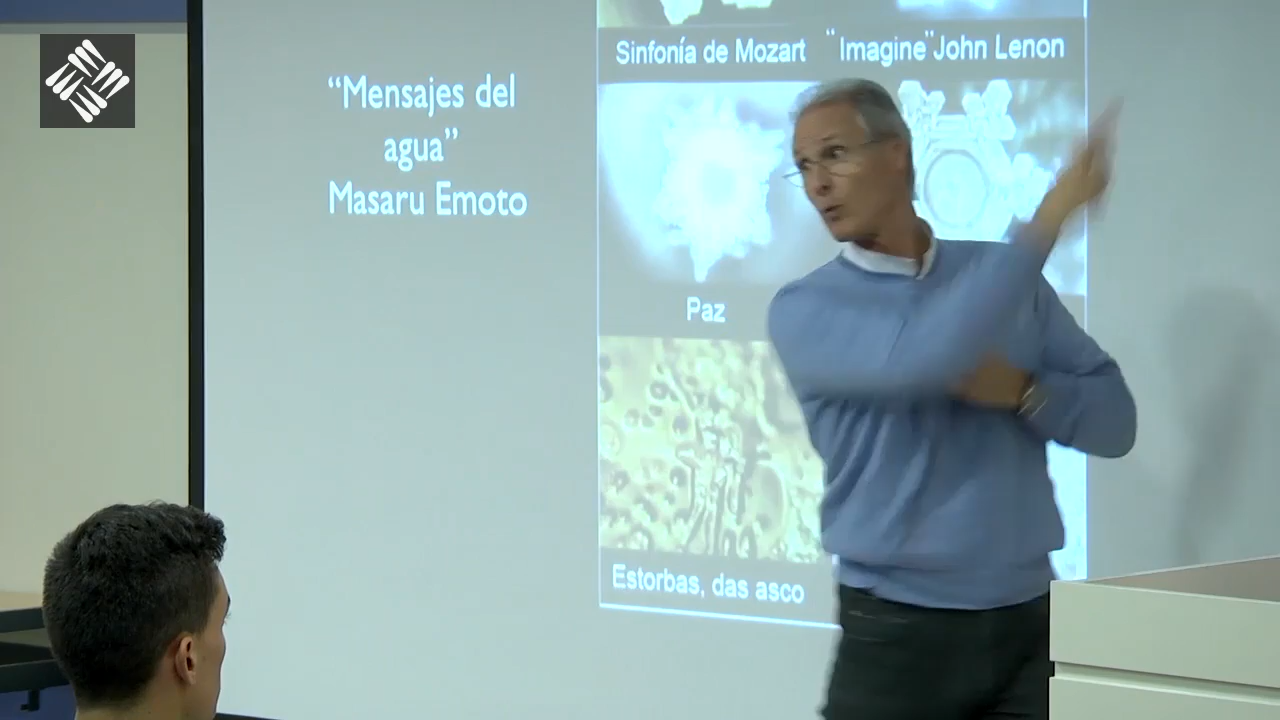 “Mensajes del
agua”
Masaru Emoto
Sinfonía de Mozart
“Imagine” John Lenon
Paz
Estorbas, das asco